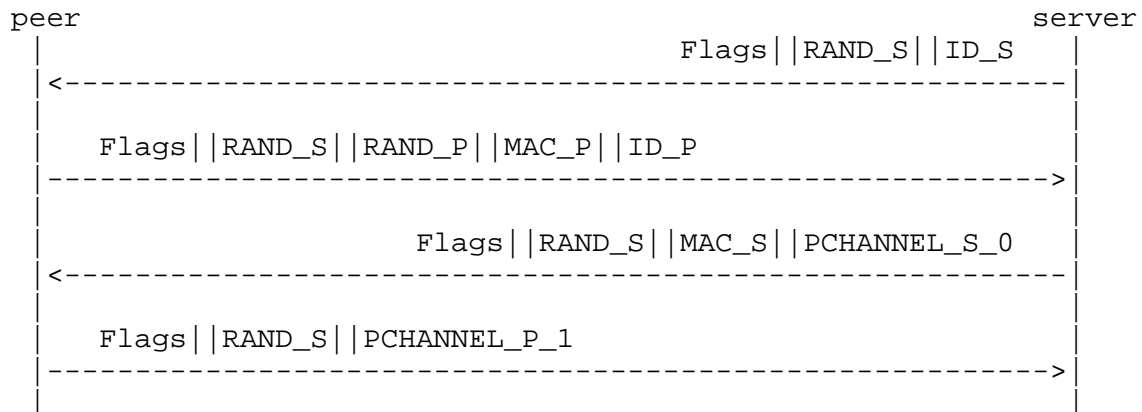 peer server
Flags||RAND_S||ID_S
Flags||RAND_S||RAND_P||MAC_P||ID_P
Flags||RAND_S||MAC_S||PCHANNEL_S_0
Flags||RAND_S||PCHANNEL_P_1